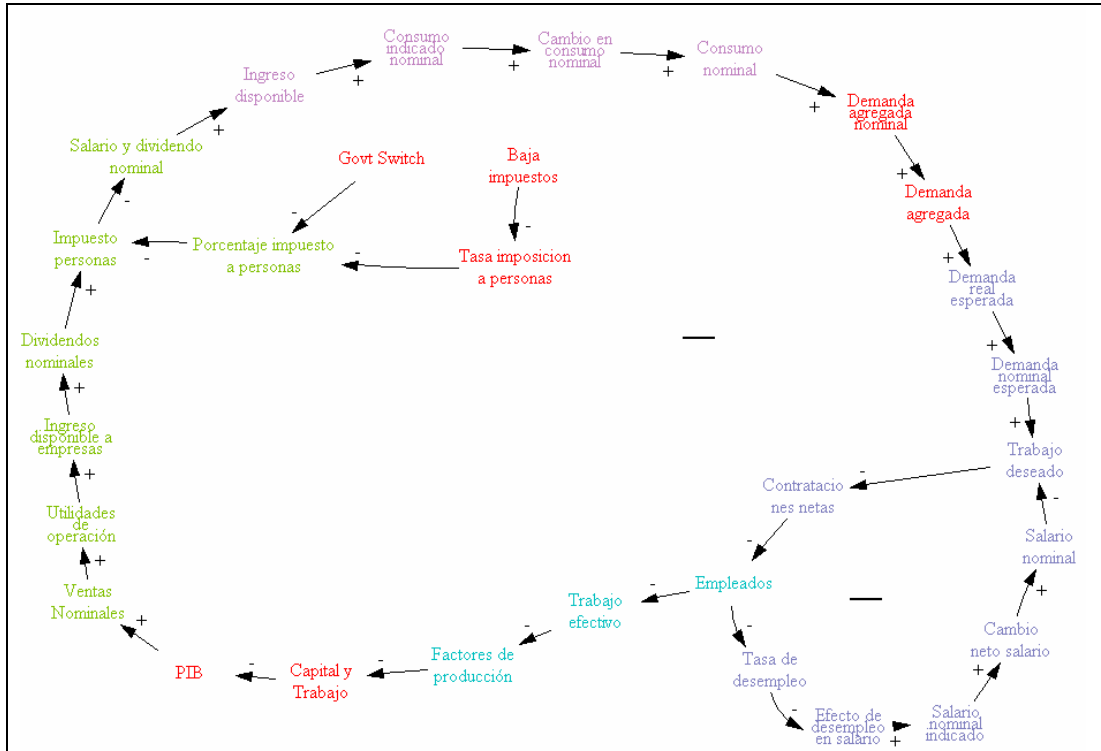 Consumo
indicado
nominal
Cambio en
consumo
nominal
Consumo
nominal
Ingreso
disponible
Demanda
agregada
nominal
Salario y dividendo
nominal
Govt Switch
Baja
impuestos
Demanda
agregada
Impuesto
personas
Porcentaje impuesto
a personas
Tasa imposicion
a personas
Demanda
real
esperada
Dividendos
nominales
Demanda
nominal
esperada
Ingreso
disponible a
empresas
Trabajo
deseado
Contratacio
nes netas
Utilidades
de
operación
Salario
nominal
Ventas
Nominales
Empleados
Trabajo
efectivo
Cambio
neto salario
Factores de
producción
Tasa de
desempleo
PIB
Capital y
Trabajo
Efecto de
desempleo
en salario
Salario
nominal
indicado